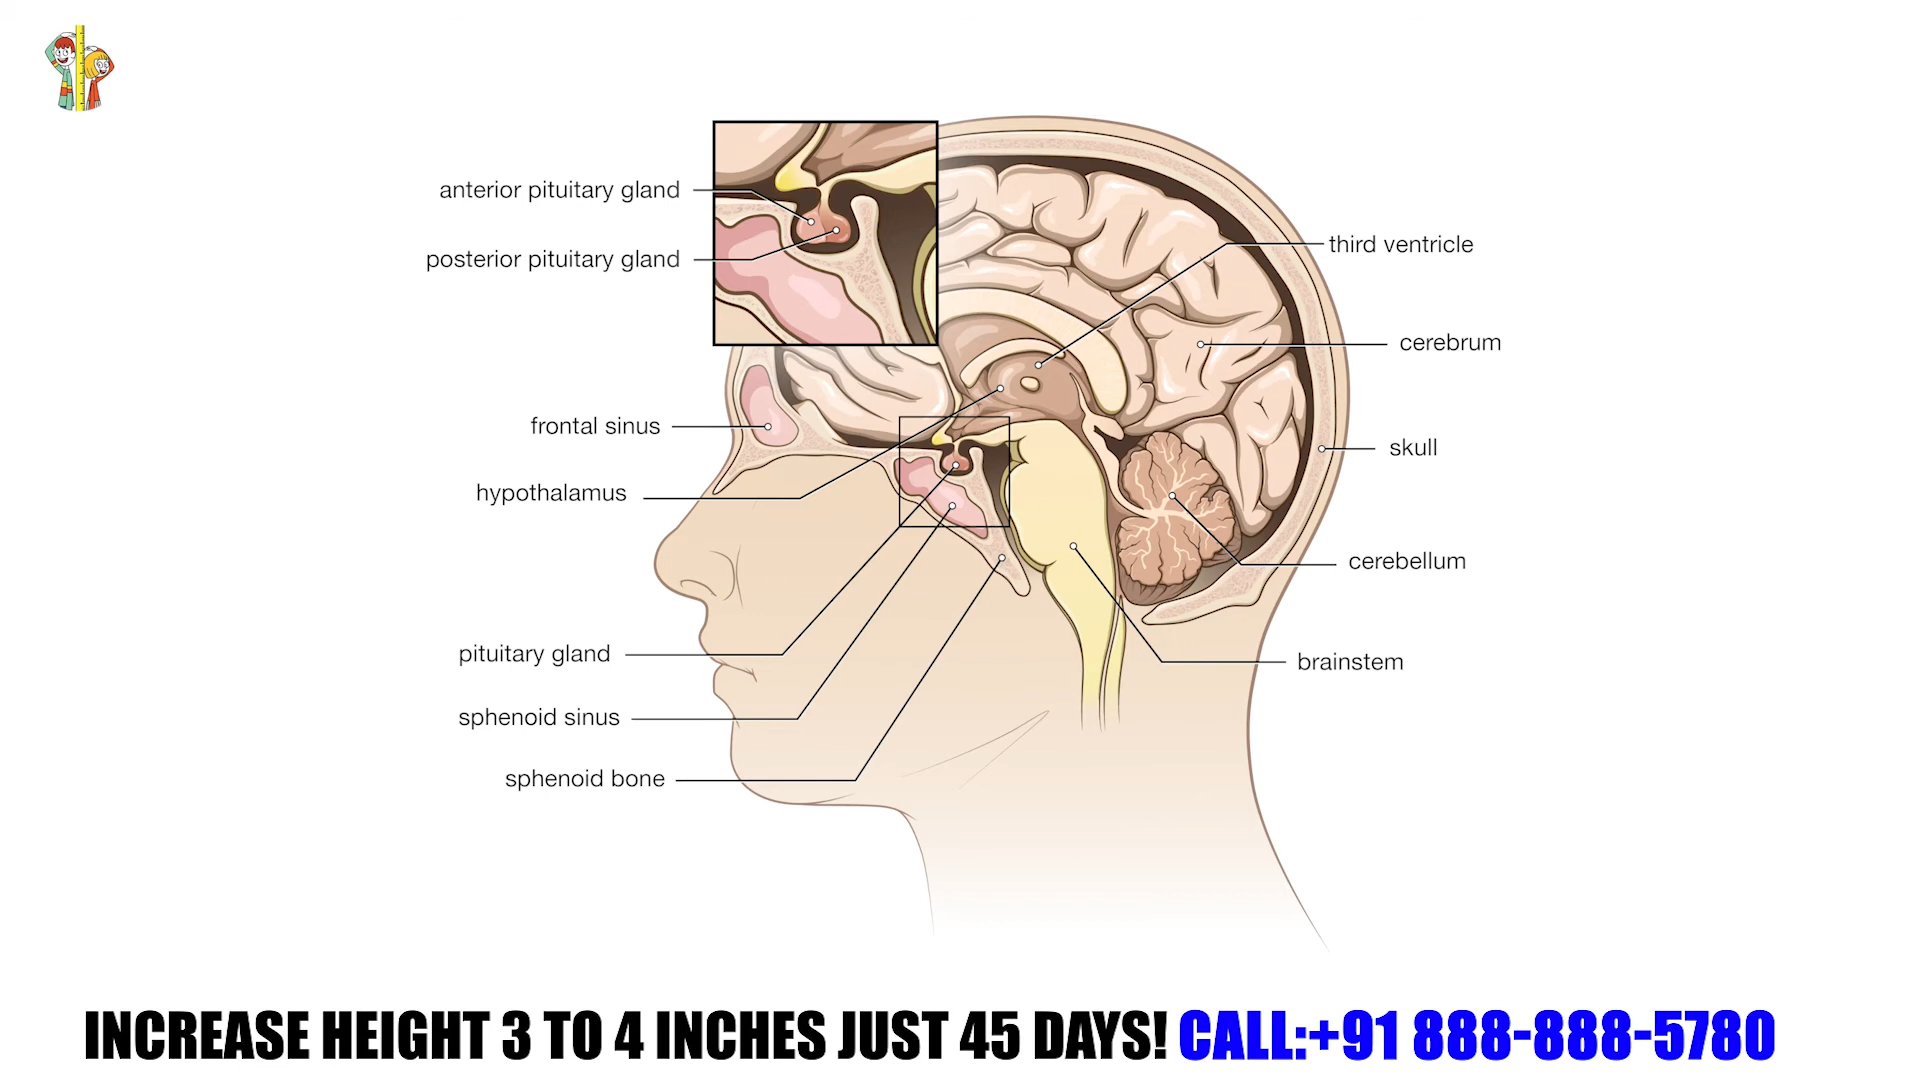 anterior pituitary gland
posterior pituitary gland
third ventricle
cerebrum
frontal sinus
skull
hypothalamus
cerebellum
pituitary gland
brainstem
sphenoid sinus
sphenoid bone
INCREASE HEIGHT 3 TO 4 INCHES JUST 45 DAYS! CALL:+91 888-888-5780